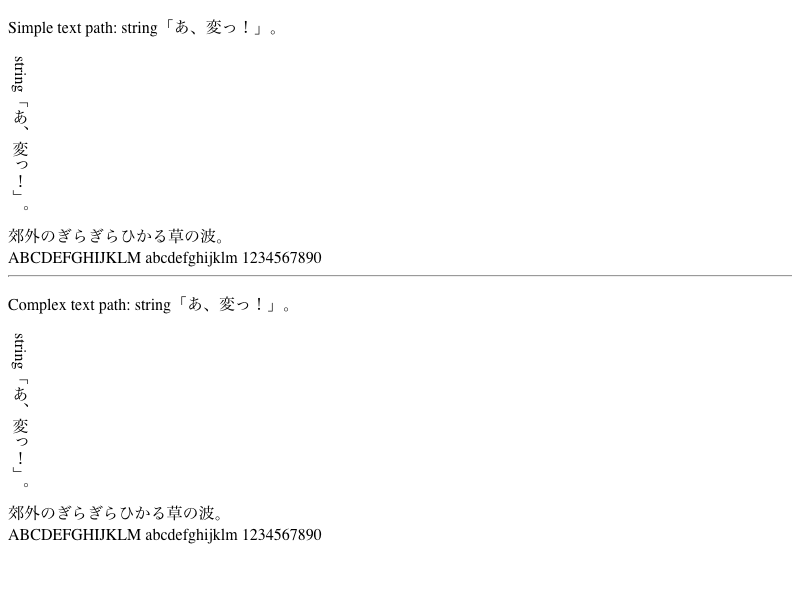 Simple text path: string「あ、変っ！」。
string「あ、変っ！」。
郊外のぎらぎらひかる草の波。
ABCDEFGHIJKLM abcdefghijklm 1234567890
Complex text path: string「あ、変っ！」。
string「あ、変っ！」。
郊外のぎらぎらひかる草の波。
ABCDEFGHIJKLM abcdefghijklm 1234567890